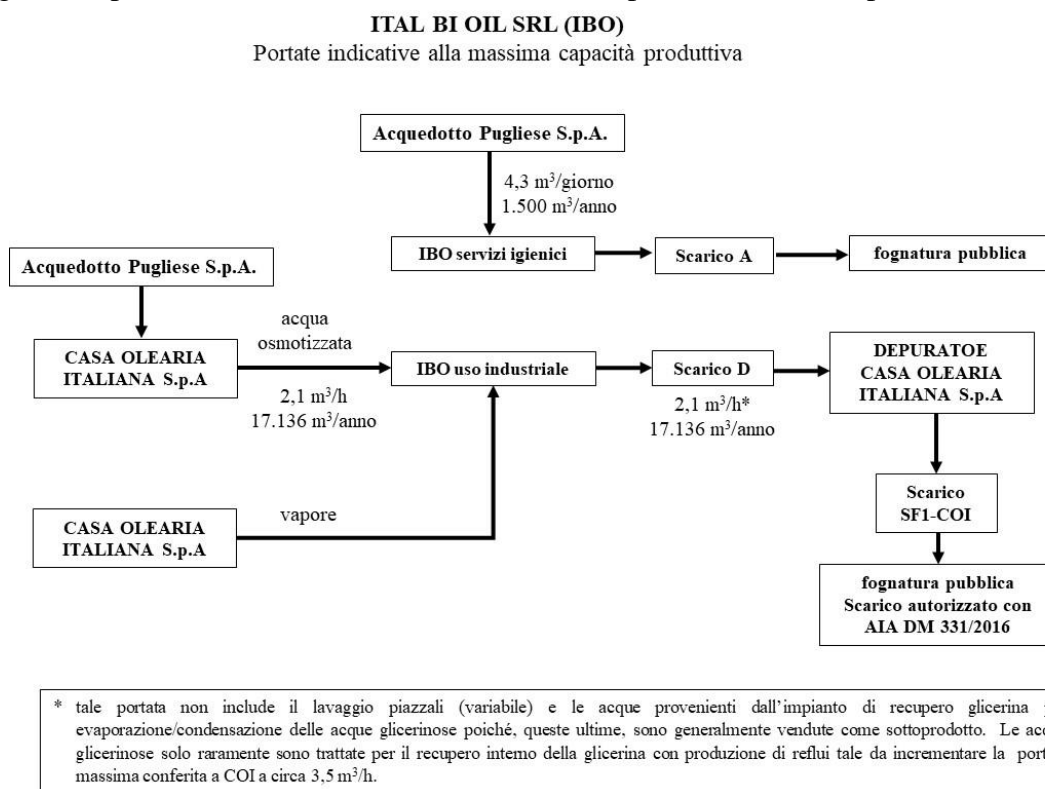 ITAL BI OIL SRL (IBO)
Portate indicative alla massima capacità produttiva
Acquedotto Pugliese S.p.A.
4,3 m³/giorno
1.500 m³/anno
IBO servizi igienici
Scarico A
fognatura pubblica
Acquedotto Pugliese S.p.A.
CASA OLEARIA
ITALIANA S.p.A
acqua
osmotizzata
2,1 m³/h
17.136 m³/anno
IBO uso industriale
Scarico D
2,1 m³/h*
17.136 m³/anno
DEPURATOE
CASA OLEARIA
ITALIANA S.p.A
Scarico
SF1-COI
CASA OLEARIA
ITALIANA S.p.A
vapore
fognatura pubblica
Scarico autorizzato con
AIA DM 331/2016
* tale portata non include il lavaggio piazzali (variabile) e le acque provenienti dall'impianto di recupero glicerina
evaporazione/condensazione delle acque glicerinose poiché, queste ultime, sono generalmente vendute come sottoprodotto. Le
glicerinose solo raramente sono trattate per il recupero interno della glicerina con produzione di reflui tale da incrementare la
massima conferita a COI a circa 3,5 m³/h.